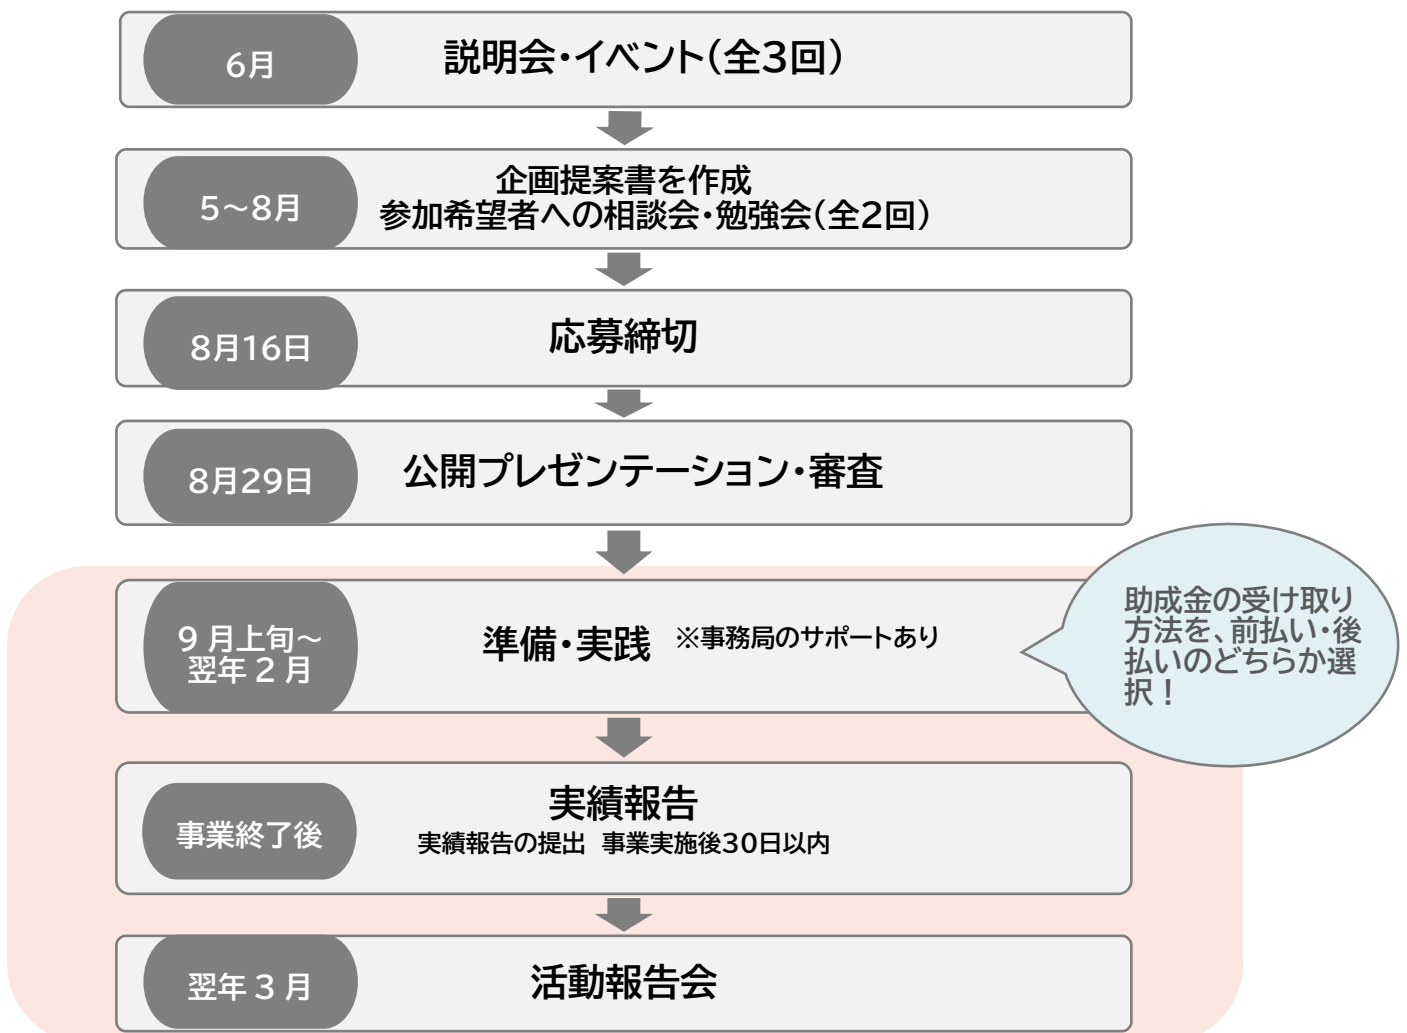 6月
説明会・イベント(全3回)
5~8月
企画提案書を作成
参加希望者への相談会・勉強会(全2回)
8月16日
応募締切
8月29日
公開プレゼンテーション・審査
9月上旬~
翌年2月
準備・実践 ※事務局のサポートあり
助成金の受け取り
方法を、前払い・後
払いのどちらか選
択！
事業終了後
実績報告
実績報告の提出 事業実施後30日以内
翌年3月
活動報告会